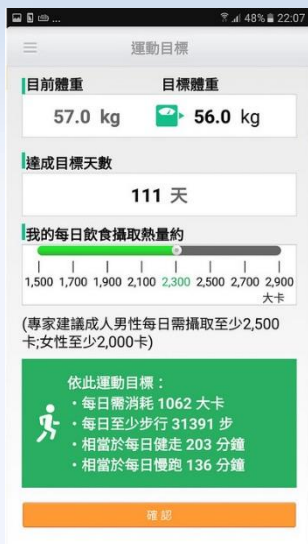 48% 22:07
運動目標
目前體重 目標體重
57.0 kg 56.0 kg
達成目標天數
111 天
我的每日飲食攝取熱量約
1,500 1,700 1,900 2,100 2,300 2,500 2,700 2,900
大卡
(專家建議成人男性每日需攝取至少2,500
卡;女性至少2,000卡)
依此運動目標：
・每日需消耗 1062 大卡
・每日至少步行 31391 步
・相當於每日健走 203 分鐘
・相當於每日慢跑 136 分鐘
確認